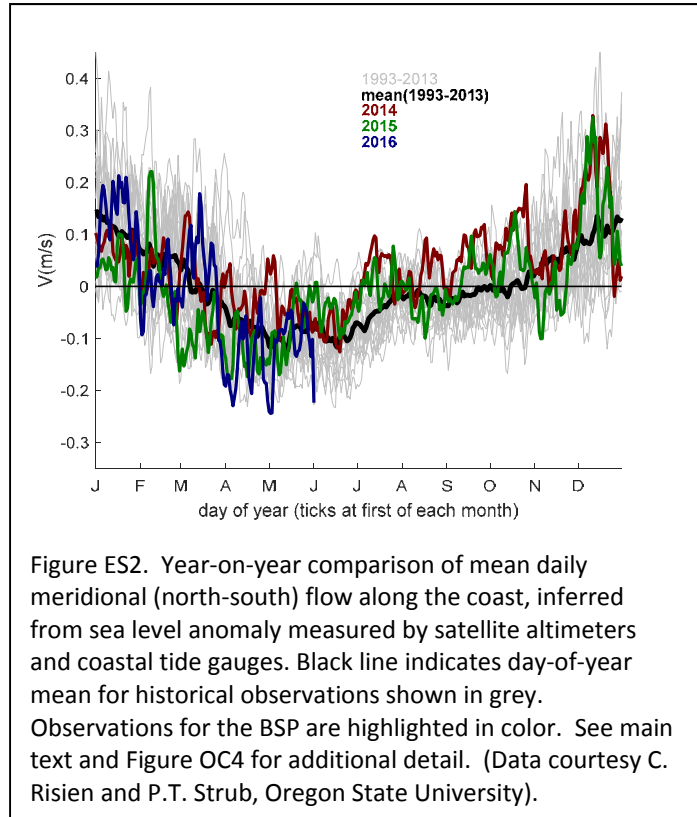 0.4
0.3
0.2
0.1
0
-0.1
-0.2
-0.3
V(m/s)
1993-2013
mean(1993-2013)
2014
2015
2016
J F M A M J J A S O N D
day of year (ticks at first of each month)
Figure ES2. Year-on-year comparison of mean daily
meridional (north-south) flow along the coast, inferred
from sea level anomaly measured by satellite altimeters
and coastal tide gauges. Black line indicates day-of-year
mean for historical observations shown in grey.
Observations for the BSP are highlighted in color. See main
text and Figure OC4 for additional detail. (Data courtesy C.
Risien and P.T. Strub, Oregon State University).